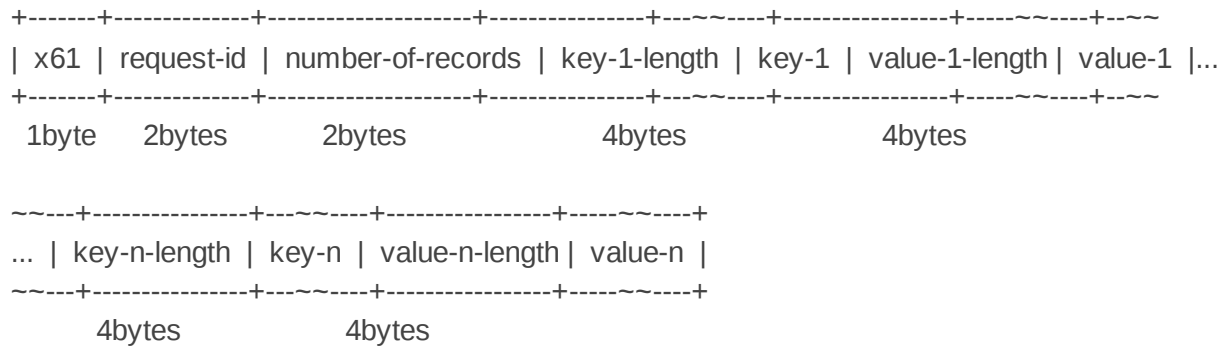 +-------+--------------+---------------------+----------------+---~~----+-----------------+-----~~----+--~~
| x61 | request-id | number-of-records | key-1-length | key-1 | value-1-length | value-1 |...
+-------+--------------+---------------------+----------------+---~~----+-----------------+-----~~----+--~~
1byte 2bytes 2bytes 4bytes 4bytes
~~---+----------------+---~~----+-----------------+-----~~----+
... | key-n-length | key-n | value-n-length | value-n |
~~---+----------------+---~~----+-----------------+-----~~----+
4bytes 4bytes